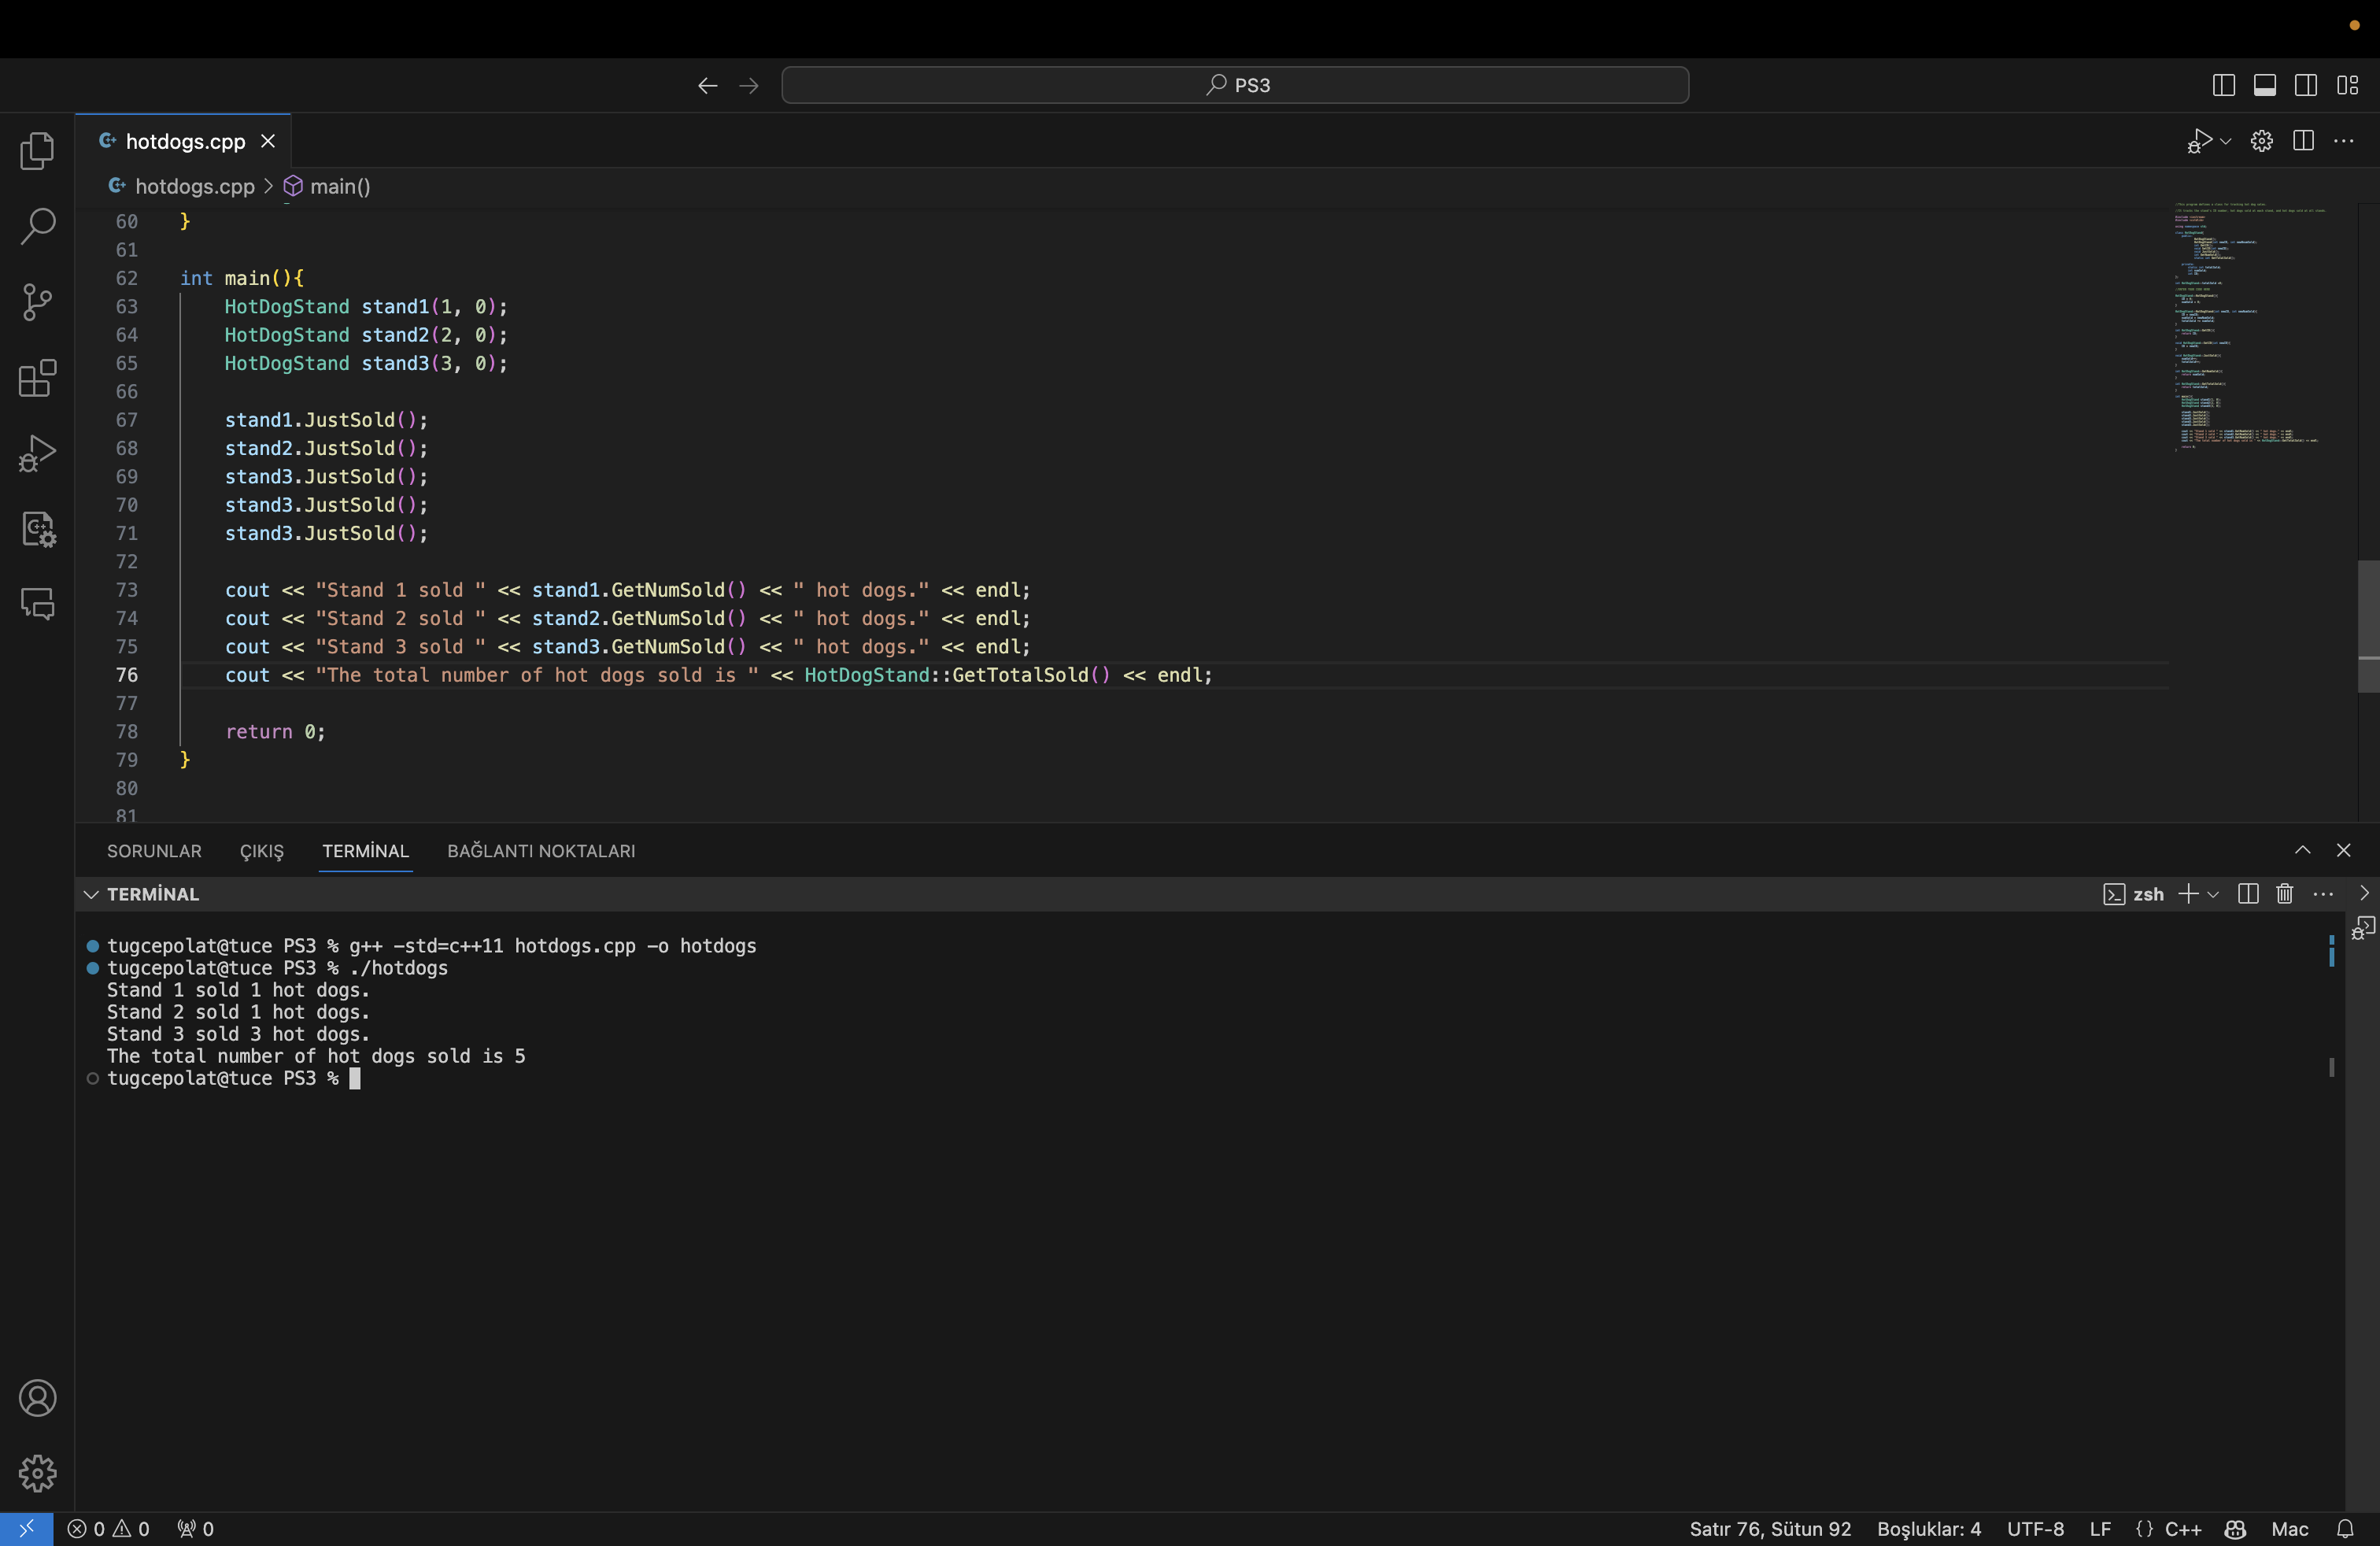 PS3
hotdogs.cpp
hotdogs.cpp > main()
60 }
61
62 int main(){
63 HotDogStand stand1(1, 0);
64 HotDogStand stand2(2, 0);
65 HotDogStand stand3(3, 0);
66
67 stand1.JustSold();
68 stand2.JustSold();
69 stand3.JustSold();
70 stand3.JustSold();
71 stand3.JustSold();
72
73 cout << "Stand 1 sold " << stand1.GetNumSold() << " hot dogs." << endl;
74 cout << "Stand 2 sold " << stand2.GetNumSold() << " hot dogs." << endl;
75 cout << "Stand 3 sold " << stand3.GetNumSold() << " hot dogs." << endl;
76 cout << "The total number of hot dogs sold is " << HotDogStand::GetTotalSold() << endl;
77
78 return 0;
79 }
80
81
SORUNLAR ÇIKIŞ TERMİNAL BAĞLANTI NOKTALARI
TERMİNAL zsh
tugcepolat@tuce PS3 % g++ -std=c++11 hotdogs.cpp -o hotdogs
tugcepolat@tuce PS3 % ./hotdogs
Stand 1 sold 1 hot dogs.
Stand 2 sold 1 hot dogs.
Stand 3 sold 3 hot dogs.
The total number of hot dogs sold is 5
tugcepolat@tuce PS3 %
0 0 0 Satır 76, Sütun 92 Boşluklar: 4 UTF-8 LF {} C++ Mac